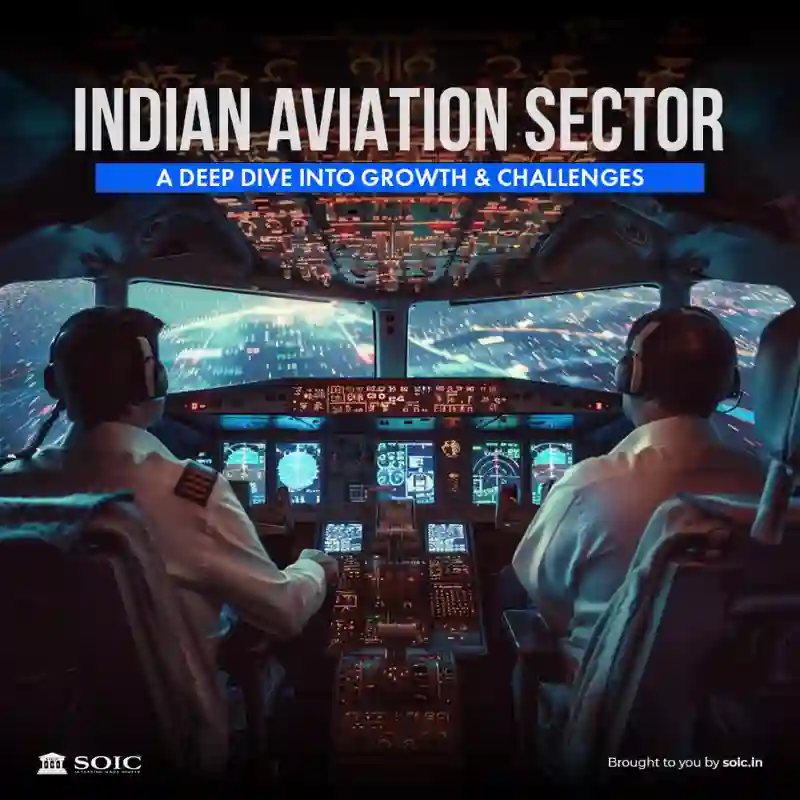 INDIAN AVIATION SECTOR
A DEEP DIVE INTO GROWTH & CHALLENGES
SOIC
Brought to you by soic.in